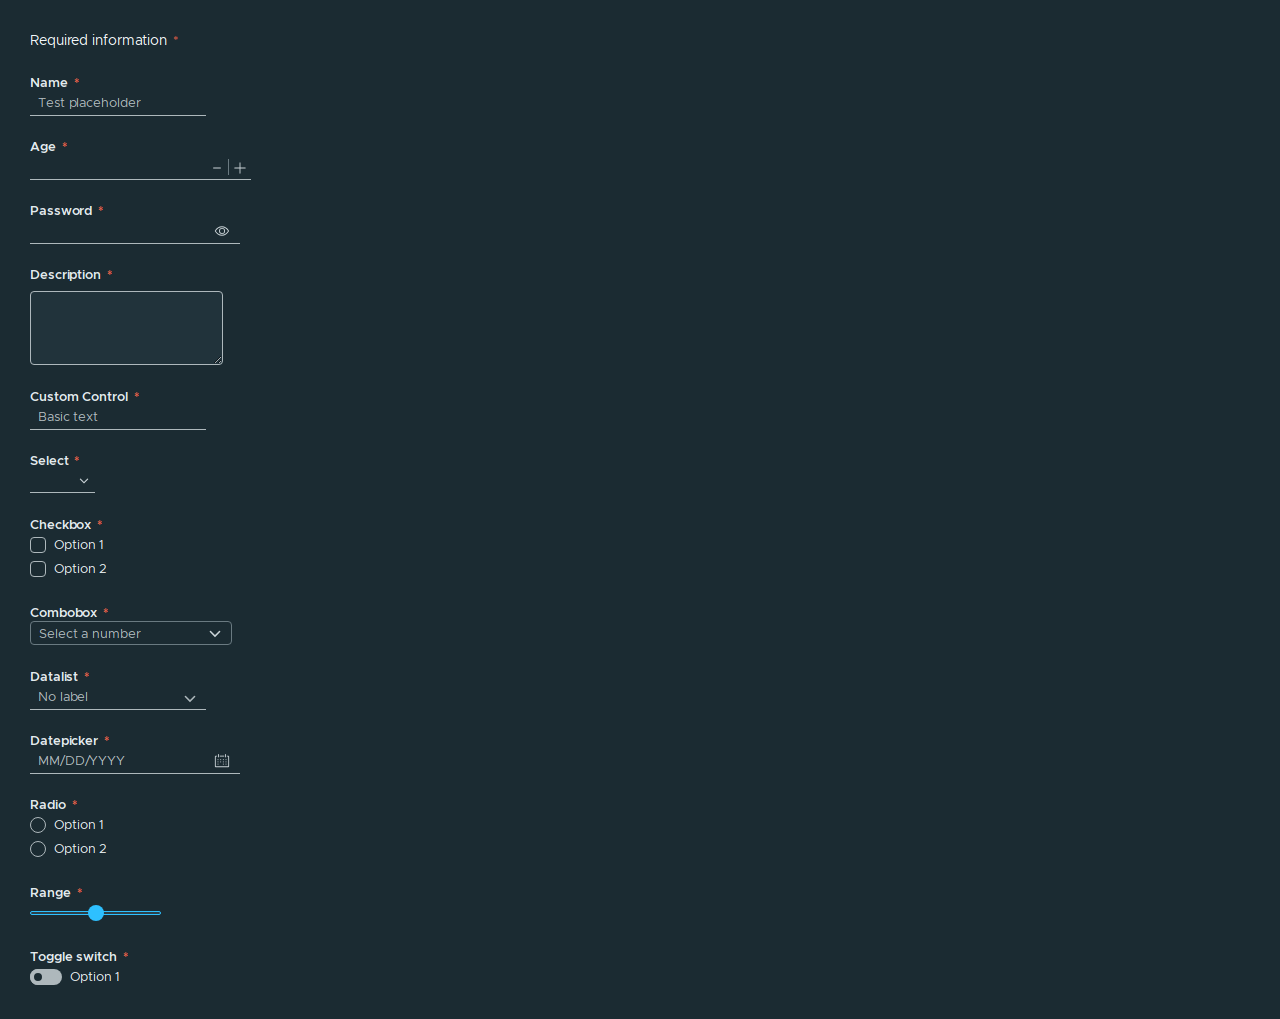 Required information *
Name *
Test placeholder
Age *
Password *
Description *
Custom Control *
Basic text
Select *
Checkbox *
Option 1
Option 2
Combobox *
Select a number
Datalist *
No label
Datepicker *
MM/DD/YYYY
Radio *
Option 1
Option 2
Range *
Toggle switch *
Option 1